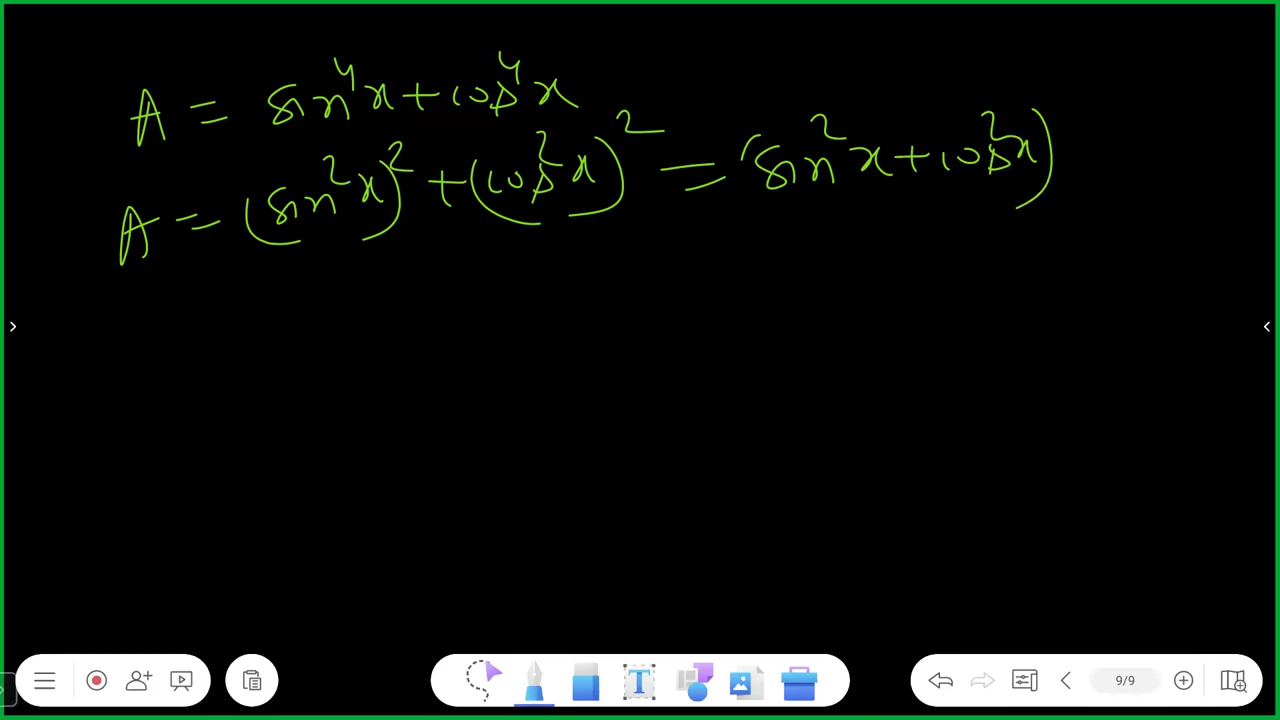 A = sin⁴x + cos⁴x
A = (sin²x)² + (cos²x)² = (sin²x + cos²x)
9/9